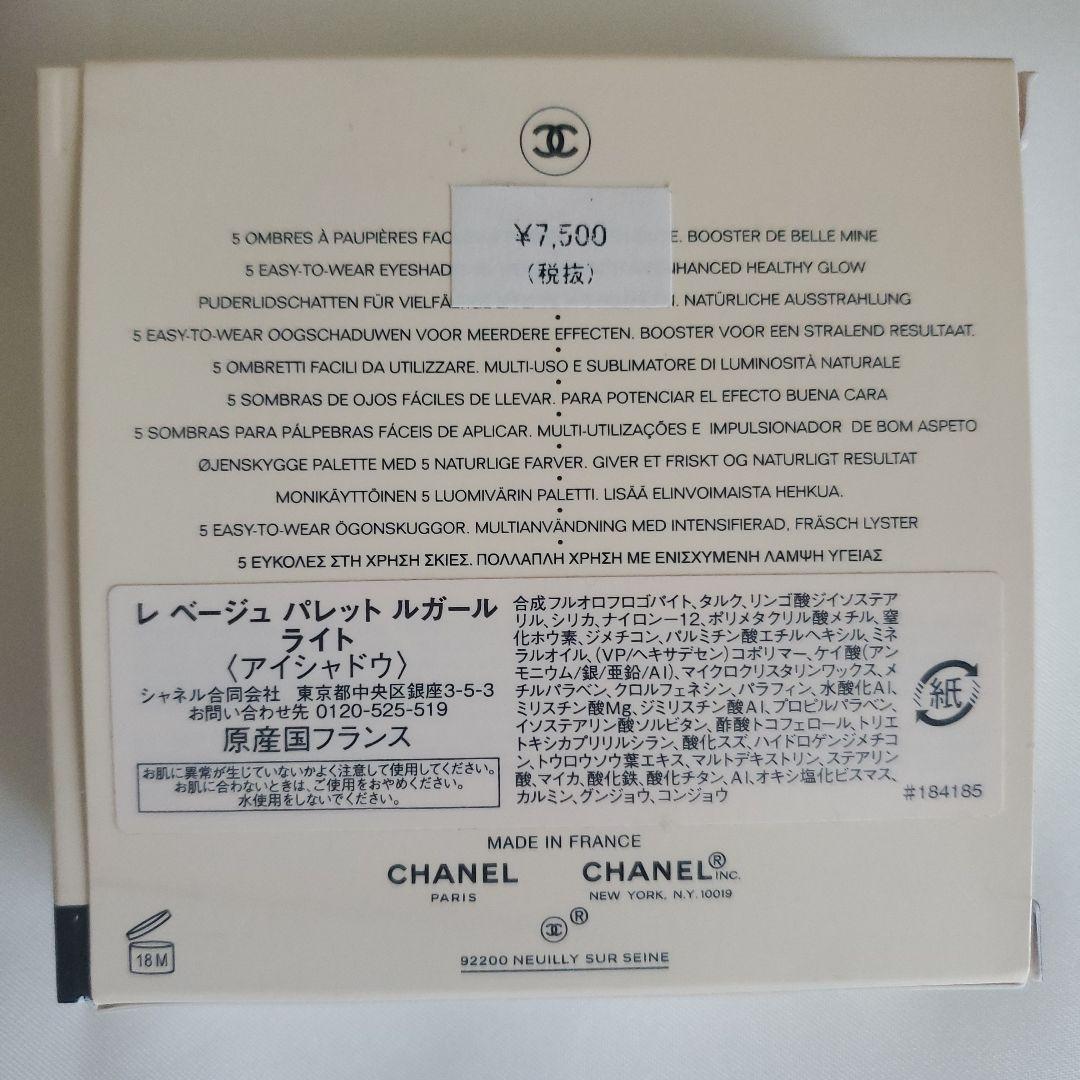 ¥7,500
(税抜)
5 OMBRES À PAUPIÈRES FAC E. BOOSTER DE BELLE MINE
5 EASY-TO-WEAR EYESHAD NHANCED HEALTHY GLOW
PUDERLIDSCHATTEN FÜR VIELFÄ NATÜRLICHE AUSSTRAHLUNG
5 EASY-TO-WEAR OOGSCHADUWEN VOOR MEERDERE EFFECTEN. BOOSTER VOOR EEN STRALEND RESULTAAT.
5 OMBRETTI FACILI DA UTILIZZARE. MULTI-USO E SUBLIMATORE DI LUMINOSITÀ NATURALE
5 SOMBRAS DE OJOS FÁCILES DE LLEVAR. PARA POTENCIAR EL EFECTO BUENA CARA
5 SOMBRAS PARA PÁLPEBRAS FÁCEIS DE APLICAR. MULTI-UTILIZAÇÕES E IMPULSIONADOR DE BOM ASPETO
ØJENSKYGGE PALETTE MED 5 NATURLIGE FARVER. GIVER ET FRISKT OG NATURLIGT RESULTAT
MONIKÄYTTÖINEN 5 LUOMIVÄRIN PALETTI. LISÄÄ ELINVOIMAISTA HEHKUA.
5 EASY-TO-WEAR ÖGONSKUGGOR. MULTIANVÄNDNING MED INTENSIFIERAD, FRÄSCH LYSTER
5 ΕΥΚΟΛΕΣ ΣΤΗ ΧΡΗΣΗ ΣΚΙΕΣ. ΠΟΛΛΑΠΛΗ ΧΡΗΣΗ ΜΕ ΕΝΙΣΧΥΜΕΝΗ ΛΑΜΨΗ ΥΓΕΙΑΣ
レ ベージュ パレット ルガール
ライト
〈アイシャドウ〉
シャネル合同会社 東京都中央区銀座3-5-3
お問い合わせ先 0120-525-519
原産国フランス
お肌に異常が生じていないかよく注意して使用してください。
お肌に合わないときは、ご使用をおやめください。
水使用をしないでください。
合成フルオロフロゴパイト、タルク、リンゴ酸ジイソステア
リル、シリカ、ナイロン－12、ポリメタクリル酸メチル、窒
化ホウ素、ジメチコン、パルミチン酸エチルヘキシル、ミネ
ラルオイル、(VP/ヘキサデセン)コポリマー、ケイ酸(アン
モニウム/銀/亜鉛/Al)、マイクロクリスタリンワックス、メ
チルパラベン、クロルフェネシン、パラフィン、水酸化Al、
ミリスチン酸Mg、ジミリスチン酸Al、プロピルパラベン、
イソステアリン酸ソルビタン、酢酸トコフェロール、トリエ
トキシカプリリルシラン、酸化スズ、ハイドロゲンジメチコ
ン、トウロウソウ葉エキス、マルトデキストリン、ステアリン
酸、マイカ、酸化鉄、酸化チタン、Al、オキシ塩化ビスマス、
カルミン、グンジョウ、コンジョウ
紙
#184185
MADE IN FRANCE
CHANEL
PARIS
CHANEL® INC.
NEW YORK, N.Y. 10019
®
92200 NEUILLY SUR SEINE
18 M